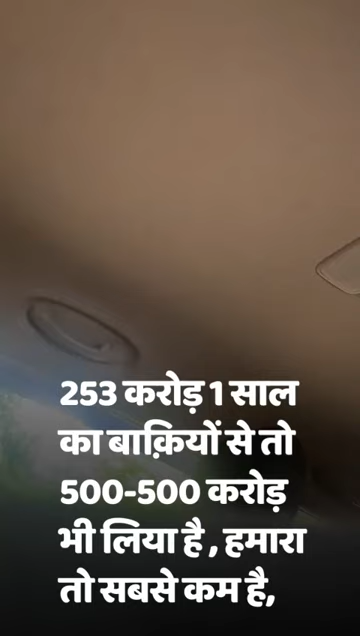 253 करोड़ 1 साल
का बाक़ियों से तो
500-500 करोड़
भी लिया है , हमारा
तो सबसे कम है,